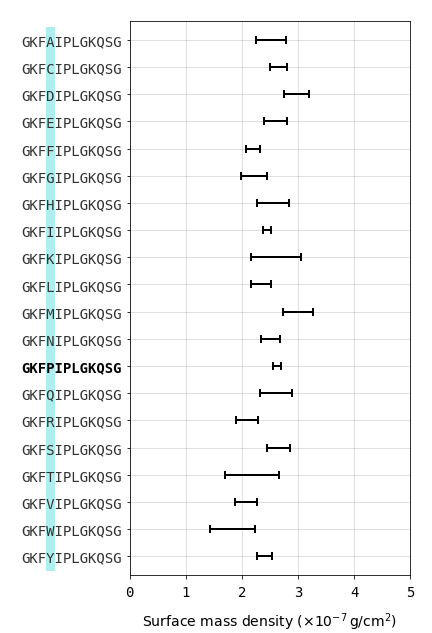 GKFAIPLGKQSG
GKFCIPLGKQSG
GKFDIPLGKQSG
GKFEIPLGKQSG
GKFFIPLGKQSG
GKFGIPLGKQSG
GKFHIPLGKQSG
GKFIIPLGKQSG
GKFKIPLGKQSG
GKFLIPLGKQSG
GKFMIPLGKQSG
GKFNIPLGKQSG
GKFPIPLGKQSG
GKFQIPLGKQSG
GKFRIPLGKQSG
GKFSIPLGKQSG
GKFTIPLGKQSG
GKFVIPLGKQSG
GKFWIPLGKQSG
GKFYIPLGKQSG
0 1 2 3 4 5
Surface mass density (×10⁻⁷ g/cm²)